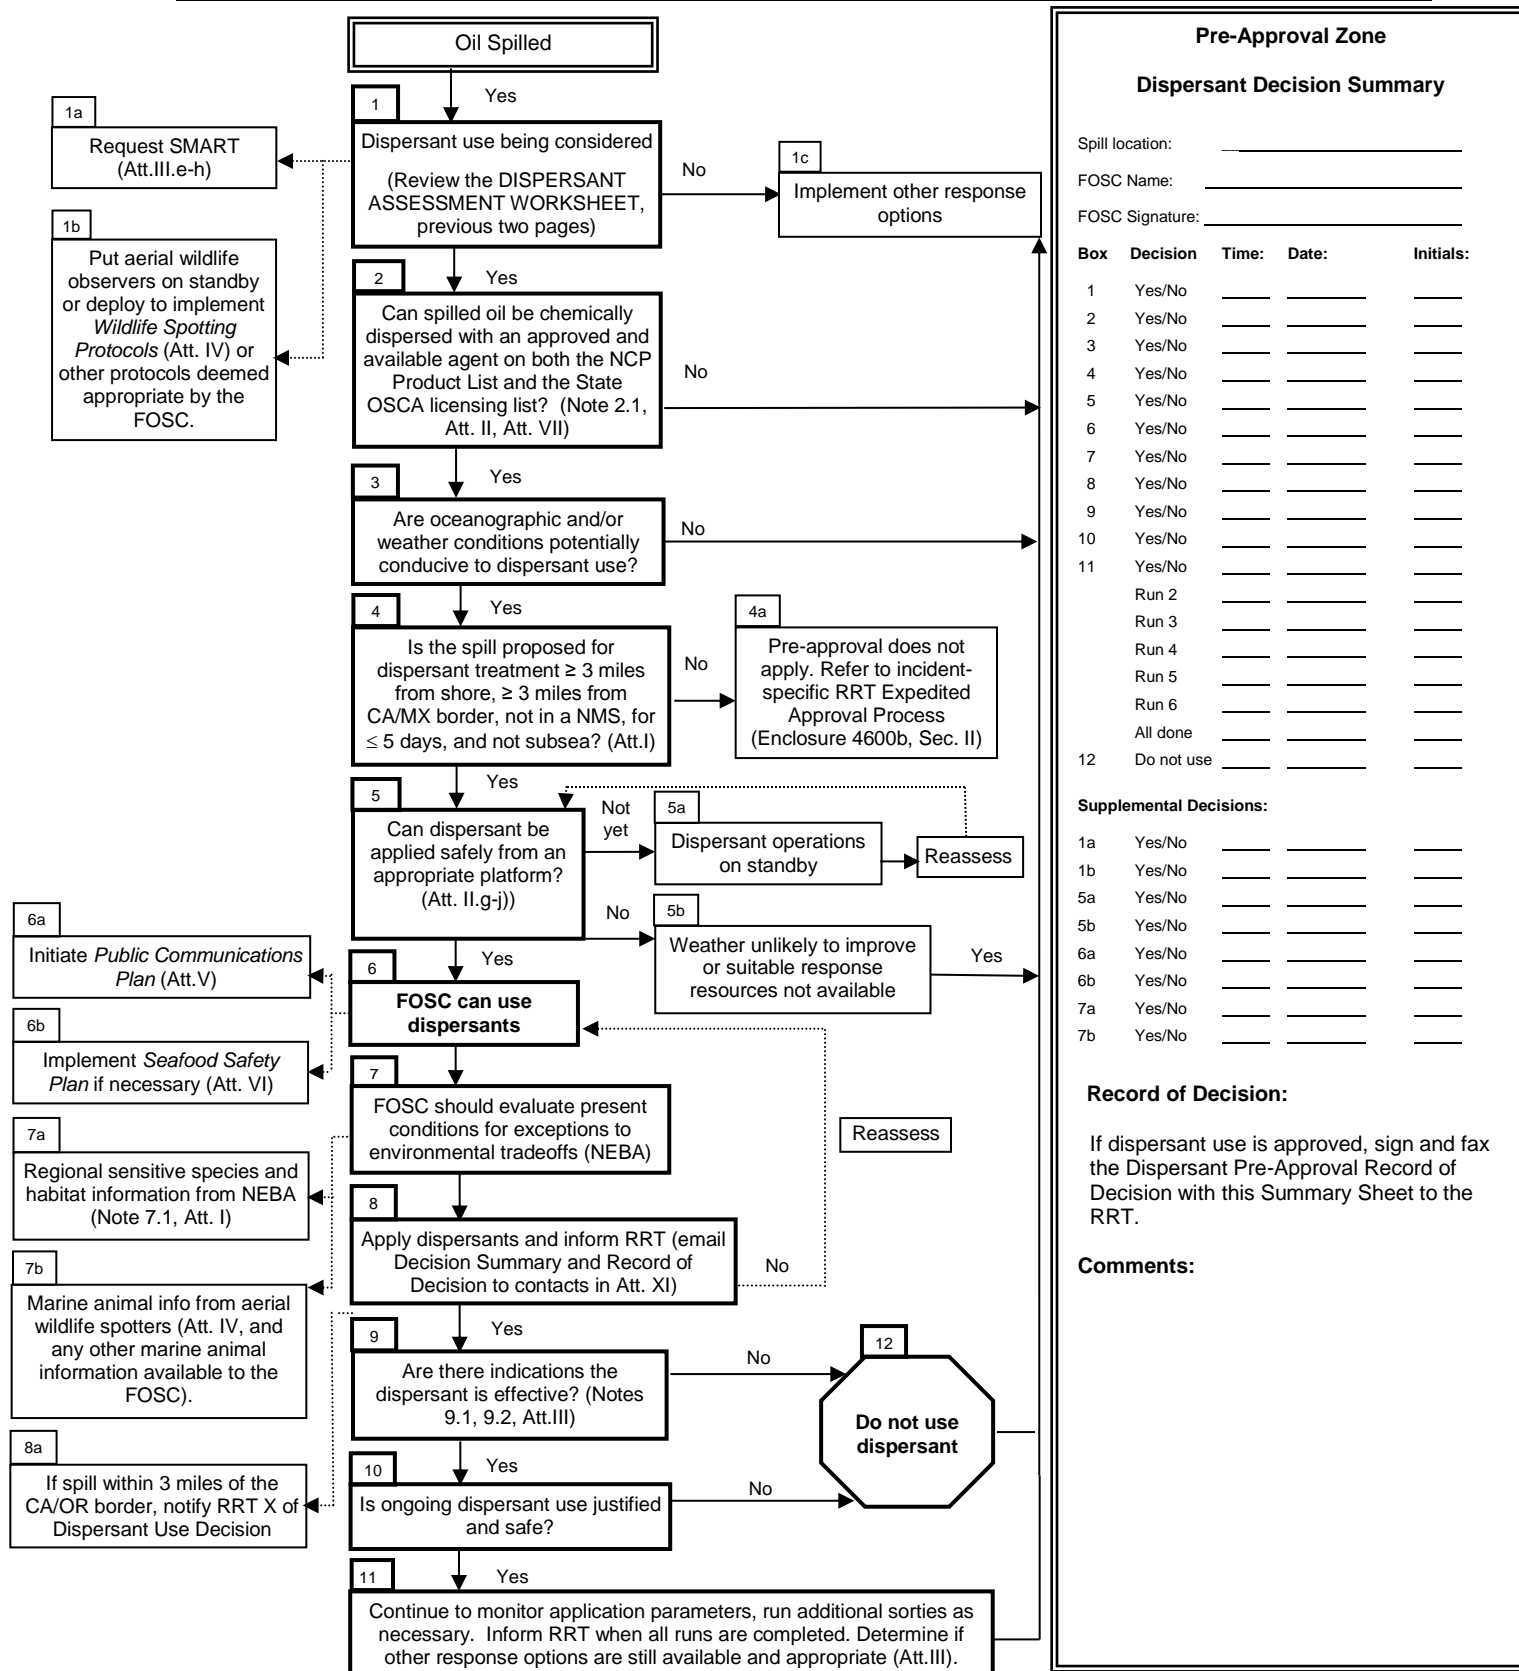 Oil Spilled
Yes
1a
Request SMART
(Att.III.e-h)
1b
Put aerial wildlife
observers on standby
or deploy to implement
Wildlife Spotting
Protocols (Att. IV) or
other protocols deemed
appropriate by the
FOSC.
1
Dispersant use being considered
(Review the DISPERSANT
ASSESSMENT WORKSHEET,
previous two pages)
No
1c
Implement other response
options
Yes
2
Can spilled oil be chemically
dispersed with an approved and
available agent on both the NCP
Product List and the State
OSCA licensing list? (Note 2.1,
Att. II, Att. VII)
No
Yes
3
Are oceanographic and/or
weather conditions potentially
conducive to dispersant use?
No
Yes
4
Is the spill proposed for
dispersant treatment ≥ 3 miles
from shore, ≥ 3 miles from
CA/MX border, not in a NMS, for
≤ 5 days, and not subsea? (Att.I)
No
4a
Pre-approval does not
apply. Refer to incident-
specific RRT Expedited
Approval Process
(Enclosure 4600b, Sec. II)
Yes
5
Can dispersant be
applied safely from an
appropriate platform?
(Att. II.g-j))
Not
yet
5a
Dispersant operations
on standby
Reassess
No
5b
Weather unlikely to improve
or suitable response
resources not available
Yes
Yes
6a
Initiate Public Communications
Plan (Att.V)
6b
Implement Seafood Safety
Plan if necessary (Att. VI)
6
FOSC can use
dispersants
7
FOSC should evaluate present
conditions for exceptions to
environmental tradeoffs (NEBA)
Reassess
7a
Regional sensitive species and
habitat information from NEBA
(Note 7.1, Att. I)
7b
Marine animal info from aerial
wildlife spotters (Att. IV, and
any other marine animal
information available to the
FOSC).
8
Apply dispersants and inform RRT (email
Decision Summary and Record of
Decision to contacts in Att. XI)
No
8a
If spill within 3 miles of the
CA/OR border, notify RRT X of
Dispersant Use Decision
Yes
9
Are there indications the
dispersant is effective? (Notes
9.1, 9.2, Att.III)
No
12
Do not use
dispersant
Yes
10
Is ongoing dispersant use justified
and safe?
No
Yes
11
Continue to monitor application parameters, run additional sorties as
necessary. Inform RRT when all runs are completed. Determine if
other response options are still available and appropriate (Att.III).
Pre-Approval Zone
Dispersant Decision Summary
Spill location:
FOSC Name:
FOSC Signature:
Box Decision Time: Date: Initials:
1 Yes/No
2 Yes/No
3 Yes/No
4 Yes/No
5 Yes/No
6 Yes/No
7 Yes/No
8 Yes/No
9 Yes/No
10 Yes/No
11 Yes/No
Run 2
Run 3
Run 4
Run 5
Run 6
All done
12 Do not use
Supplemental Decisions:
1a Yes/No
1b Yes/No
5a Yes/No
5b Yes/No
6a Yes/No
6b Yes/No
7a Yes/No
7b Yes/No
Record of Decision:
If dispersant use is approved, sign and fax
the Dispersant Pre-Approval Record of
Decision with this Summary Sheet to the
RRT.
Comments: